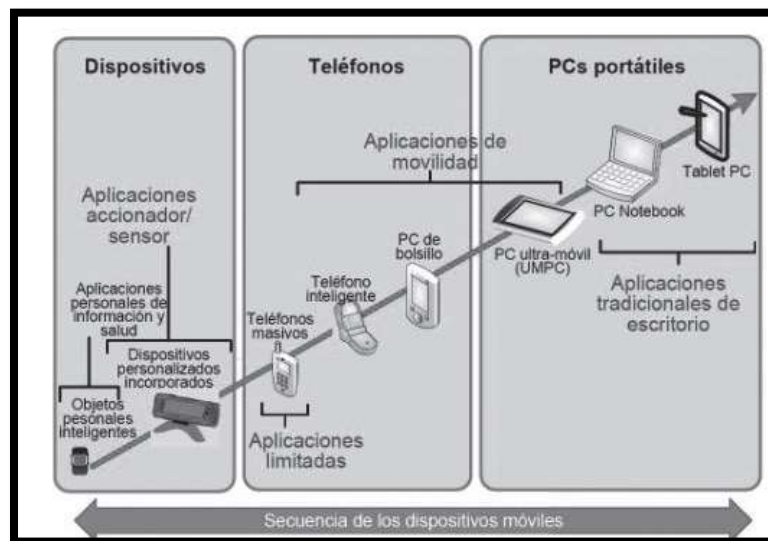 Dispositivos
Teléfonos
PCs portátiles
Aplicaciones de
movilidad
Tablet PC
PC Notebook
Aplicaciones
accionador/
sensor
PC de
bolsillo
PC ultra-móvil
(UMPC)
Aplicaciones
tradicionales de
escritorio
Teléfono
inteligente
Aplicaciones
personales de
información y
salud
Teléfonos
masivos
Dispositivos
personalizados
incorporados
Objetos
pesonales
inteligentes
Aplicaciones
limitadas
Secuencia de los dispositivos móviles